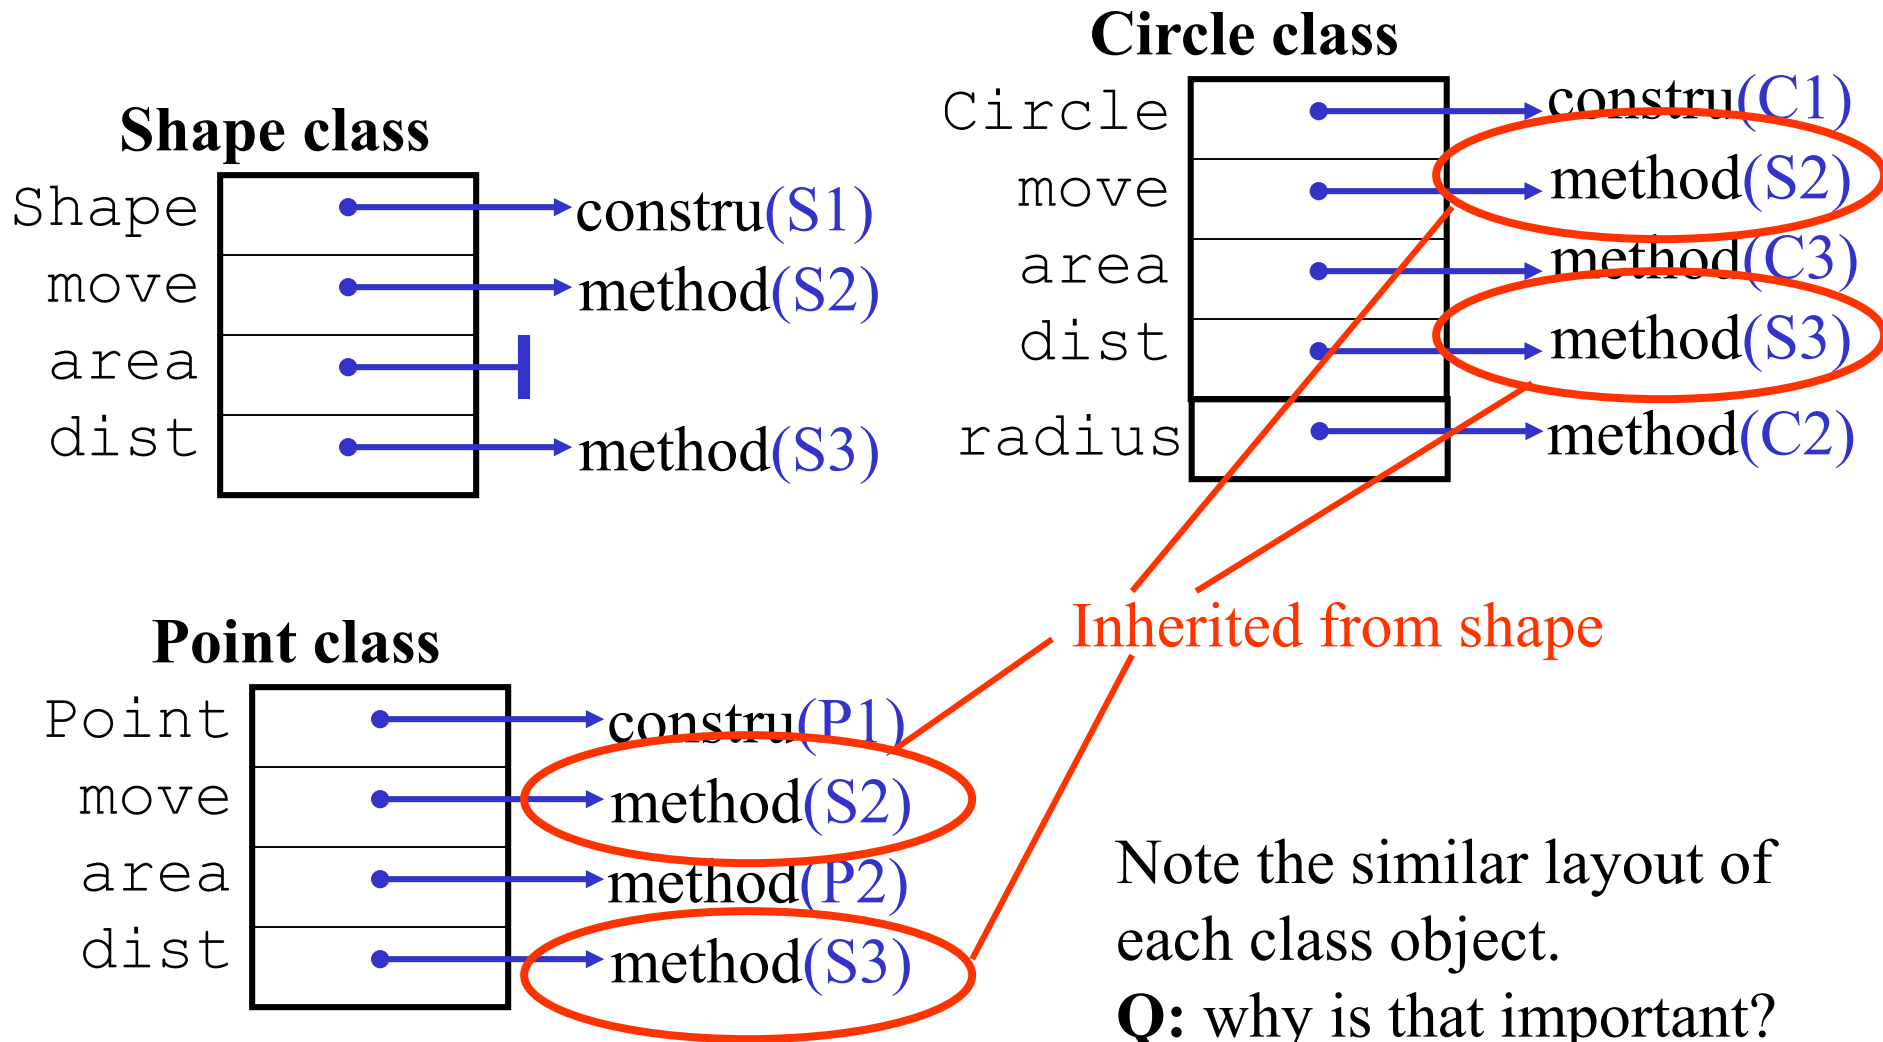 Shape class
Shape constru(S1)
move method(S2)
area
dist method(S3)
Circle class
Circle constru(C1)
move method(S2)
area method(C3)
dist method(S3)
radius method(C2)
Inherited from shape
Point class
Point constru(P1)
move method(S2)
area method(P2)
dist method(S3)
Note the similar layout of
each class object.
Q: why is that important?